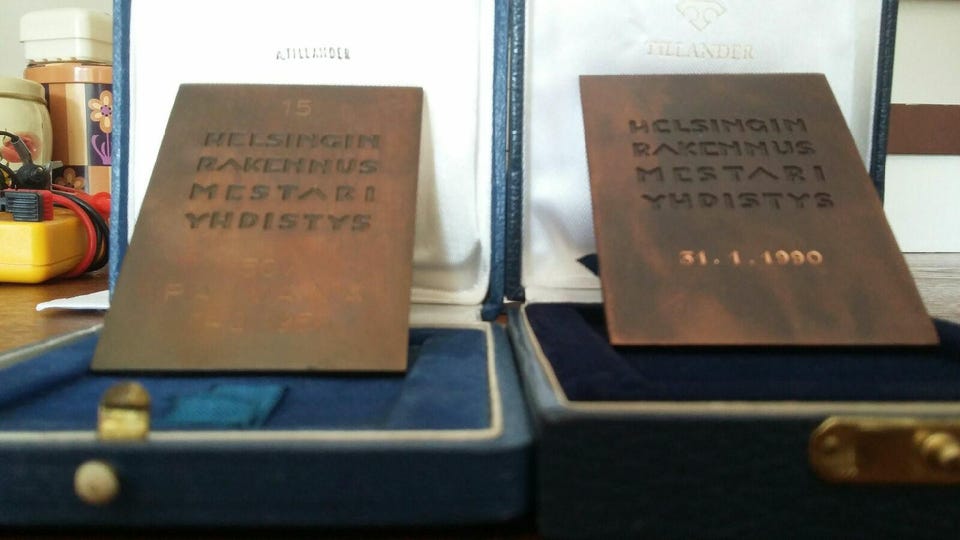 A.TILLANDER
15
HELSINGIN
RAKENNUS
MESTARI
YHDISTYS
TILLANDER
HELSINGIN
RAKENNUS
MESTARI
YHDISTYS
31.1.1990